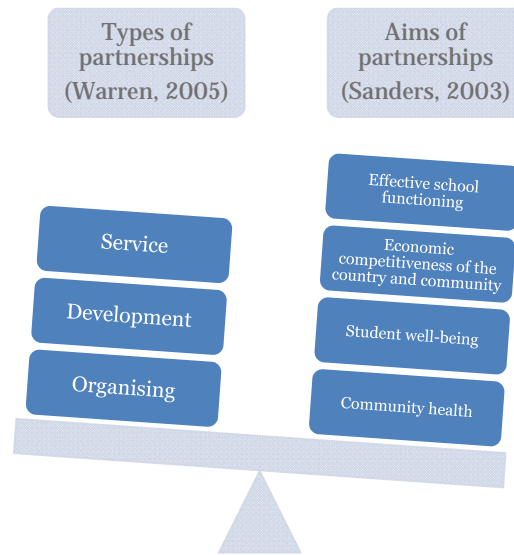 Types of
partnerships
(Warren, 2005)
Aims of
partnerships
(Sanders, 2003)
Service
Development
Organising
Effective school
functioning
Economic
competitiveness of the
country and community
Student well-being
Community health